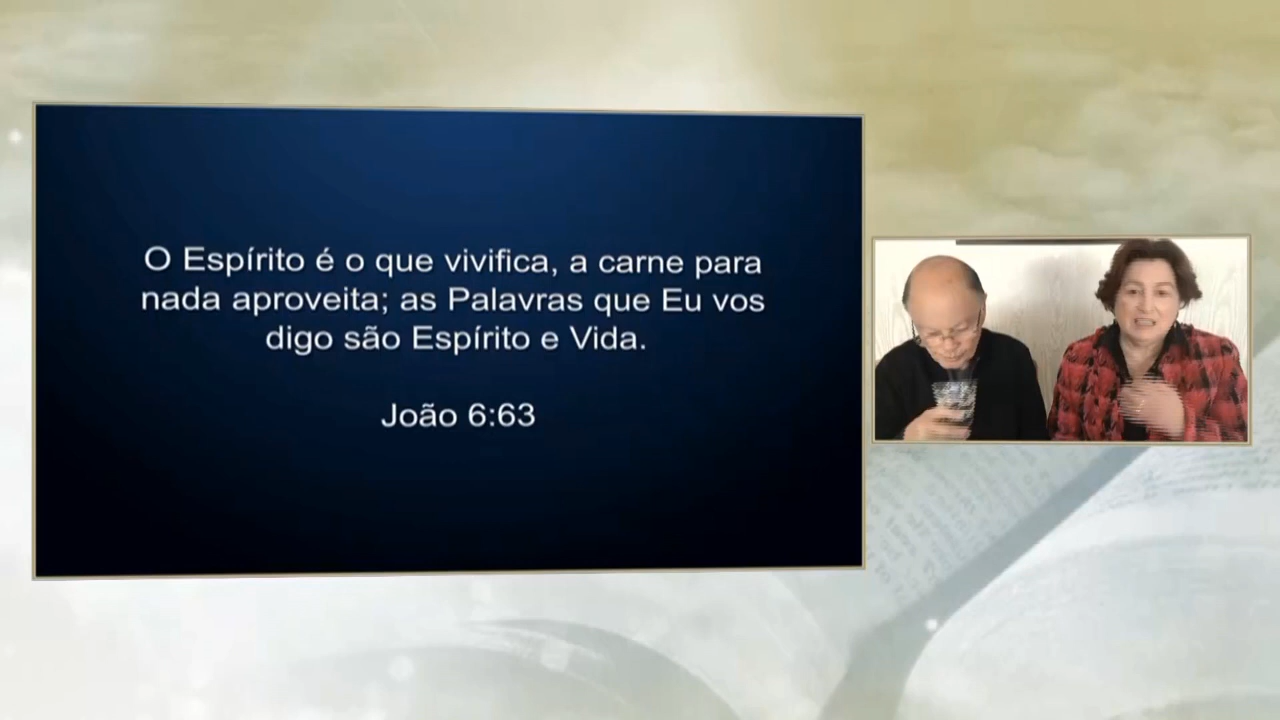 O Espírito é o que vivifica, a carne para
nada aproveita; as Palavras que Eu vos
digo são Espírito e Vida.
João 6:63